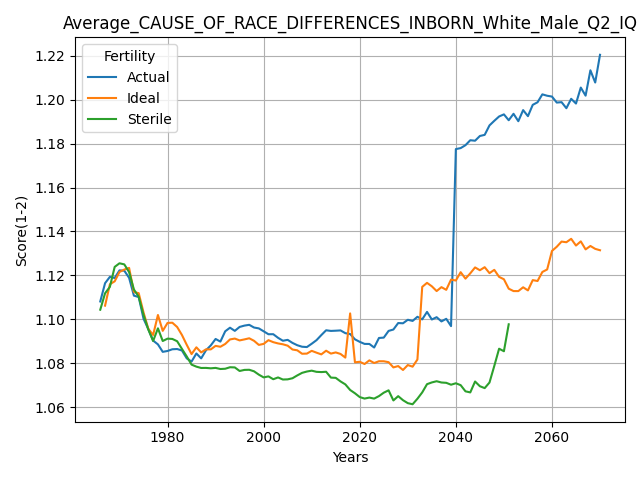 Average_CAUSE_OF_RACE_DIFFERENCES_INBORN_White_Male_Q2_IQ
Fertility
Actual
Ideal
Sterile
Score(1-2)
1.22
1.20
1.18
1.16
1.14
1.12
1.10
1.08
1.06
1980
2000
2020
2040
2060
Years